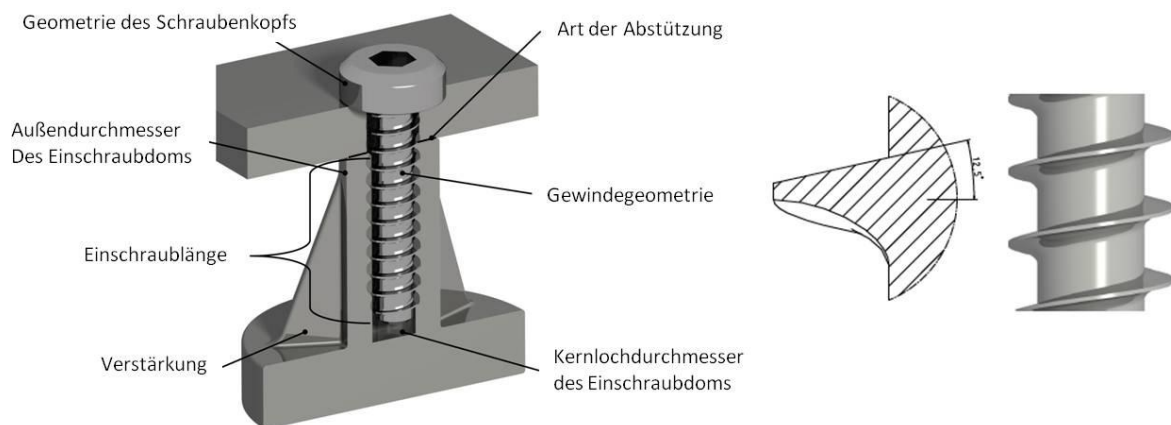 Geometrie des Schraubenkopfs
Art der Abstützung
Außendurchmesser
Des Einschraubdoms
Gewindegeometrie
Einschraublänge
Verstärkung
Kernlochdurchmesser
des Einschraubdoms
12.5°